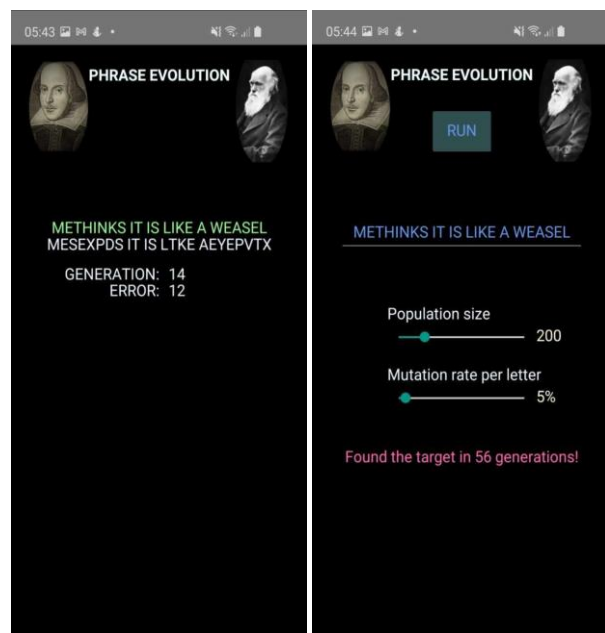 05:43
PHRASE EVOLUTION
METHINKS IT IS LIKE A WEASEL
MESEXPDS IT IS LTKE AEYEPVTX
GENERATION: 14
ERROR: 12
05:44
PHRASE EVOLUTION
RUN
METHINKS IT IS LIKE A WEASEL
Population size
200
Mutation rate per letter
5%
Found the target in 56 generations!